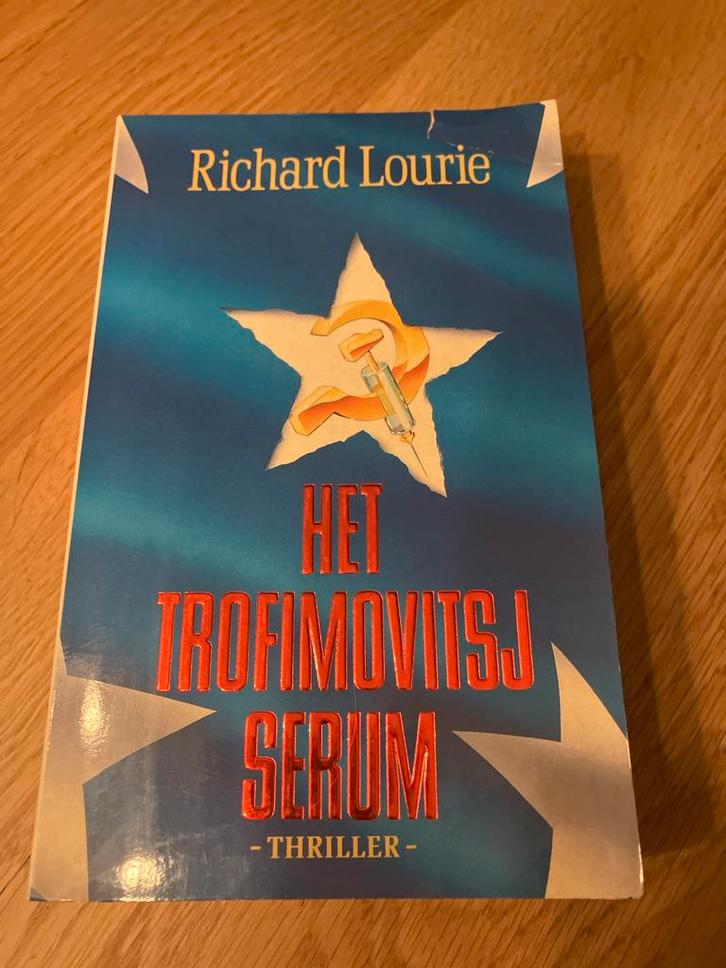 Richard Lourie
HET
TROFIMOVITSJ
SERUM
- THRILLER -